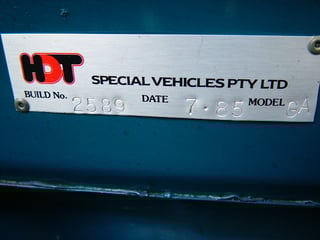 HDT SPECIAL VEHICLES PTY LTD
BUILD No. 2589 DATE 7·85 MODEL GA